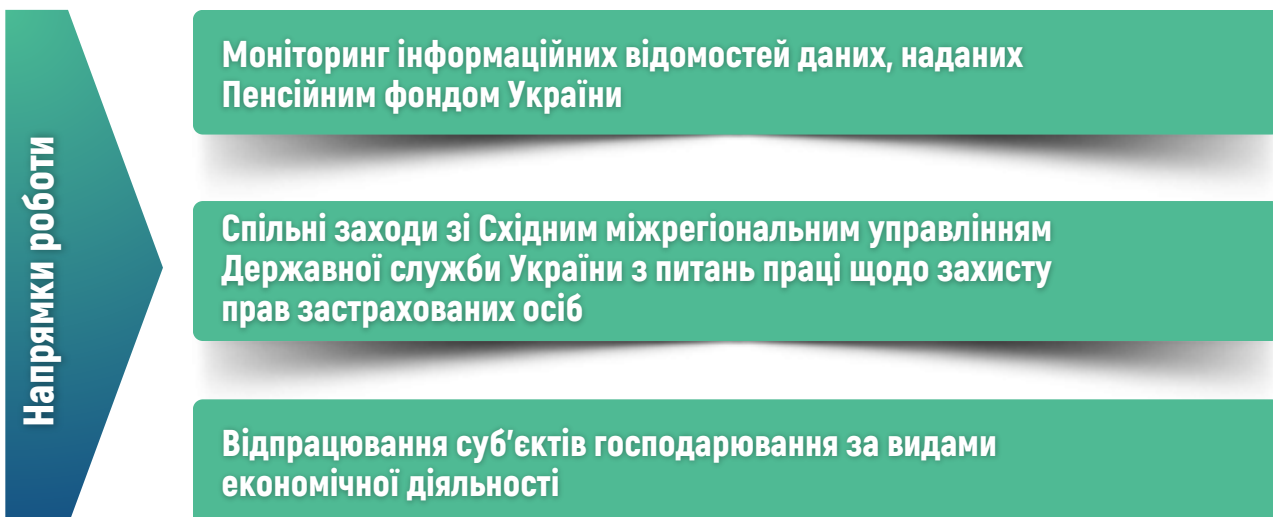 Напрямки роботи
Моніторинг інформаційних відомостей даних, наданих
Пенсійним фондом України
Спільні заходи зі Східним міжрегіональним управлінням
Державної служби України з питань праці щодо захисту
прав застрахованих осіб
Відпрацювання суб'єктів господарювання за видами
економічної діяльності